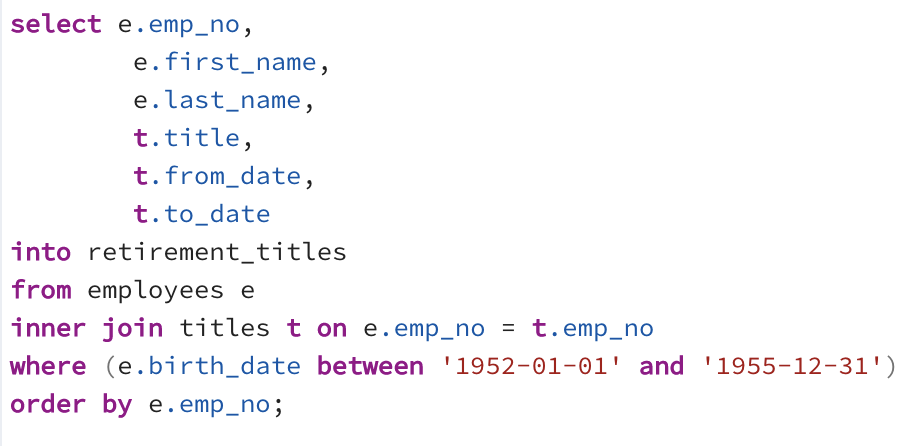 select e.emp_no,
e.first_name,
e.last_name,
t.title,
t.from_date,
t.to_date
into retirement_titles
from employees e
inner join titles t on e.emp_no = t.emp_no
where (e.birth_date between '1952-01-01' and '1955-12-31')
order by e.emp_no;